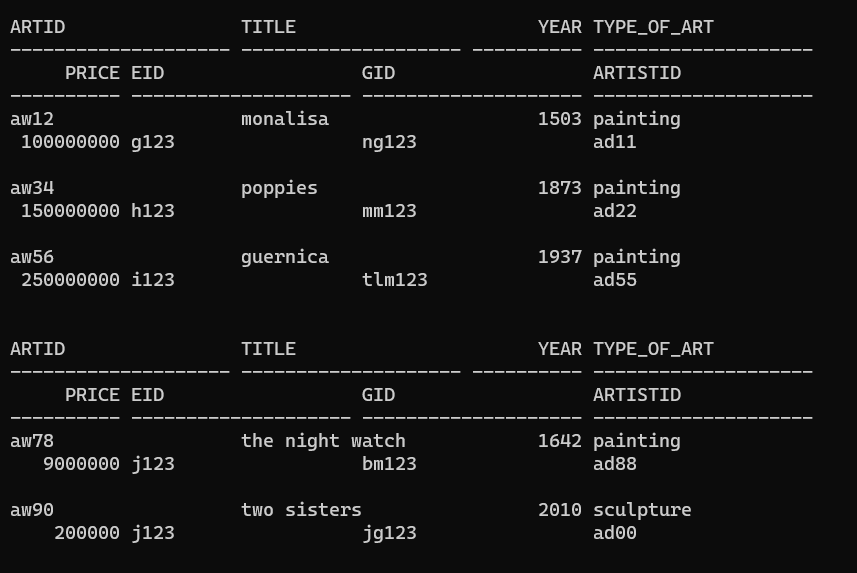 ARTID                TITLE                      YEAR TYPE_OF_ART
-------------------- -------------------- ---------- --------------------
     PRICE EID                  GID                  ARTISTID
---------- -------------------- -------------------- --------------------
aw12                 monalisa                   1503 painting
 100000000 g123                 ng123                ad11
aw34                 poppies                    1873 painting
 150000000 h123                 mm123                ad22
aw56                 guernica                   1937 painting
 250000000 i123                 tlm123               ad55
ARTID                TITLE                      YEAR TYPE_OF_ART
-------------------- -------------------- ---------- --------------------
     PRICE EID                  GID                  ARTISTID
---------- -------------------- -------------------- --------------------
aw78                 the night watch            1642 painting
   9000000 j123                 bm123                ad88
aw90                 two sisters                2010 sculpture
    200000 j123                 jg123                ad00